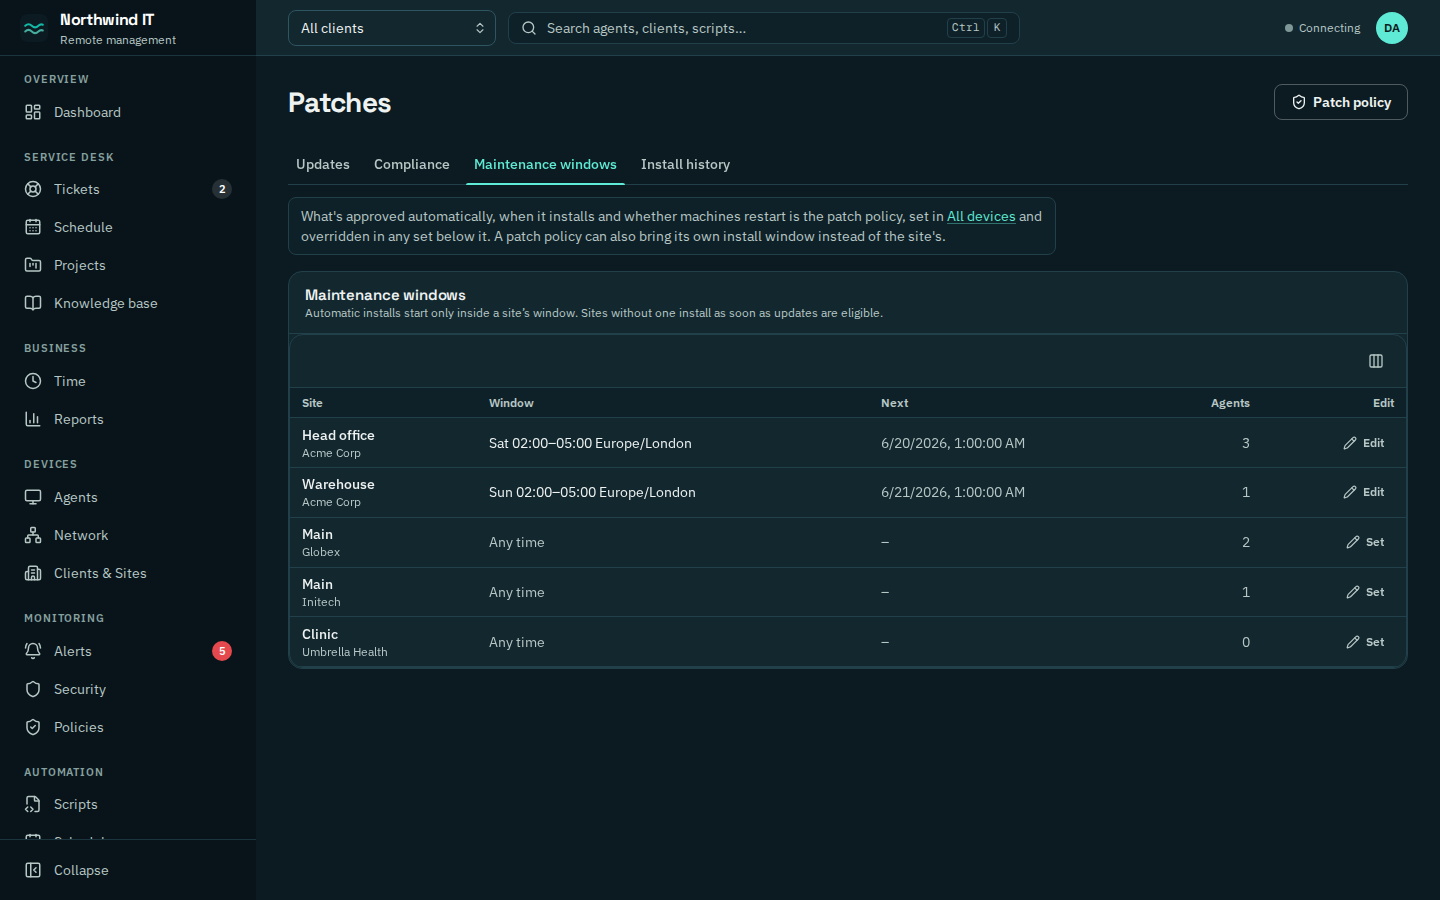 Northwind IT
Remote management
All clients
Search agents, clients, scripts...
Ctrl K
Connecting
DA
OVERVIEW
Dashboard
SERVICE DESK
Tickets 2
Schedule
Projects
Knowledge base
BUSINESS
Time
Reports
DEVICES
Agents
Network
Clients & Sites
MONITORING
Alerts 5
Security
Policies
AUTOMATION
Scripts
Collapse
Patches
Patch policy
Updates Compliance Maintenance windows Install history
What's approved automatically, when it installs and whether machines restart is the patch policy, set in All devices and
overridden in any set below it. A patch policy can also bring its own install window instead of the site's.
Maintenance windows
Automatic installs start only inside a site's window. Sites without one install as soon as updates are eligible.
Site Window Next Agents Edit
Head office
Acme Corp
Sat 02:00–05:00 Europe/London 6/20/2026, 1:00:00 AM 3 Edit
Warehouse
Acme Corp
Sun 02:00–05:00 Europe/London 6/21/2026, 1:00:00 AM 1 Edit
Main
Globex
Any time – 2 Set
Main
Initech
Any time – 1 Set
Clinic
Umbrella Health
Any time – 0 Set